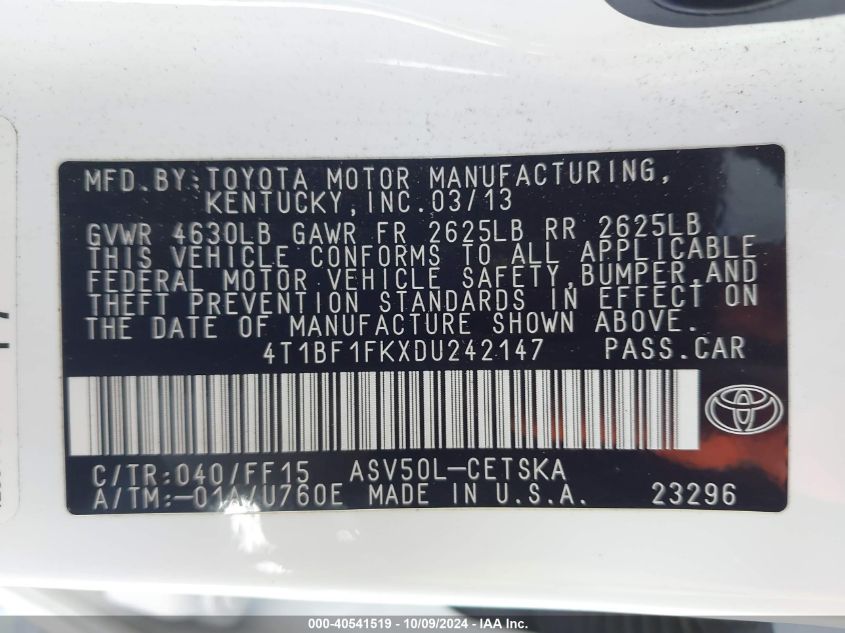 MFD.BY:TOYOTA MOTOR MANUFACTURING,
KENTUCKY,INC.03/13
GVWR 4630LB GAWR FR 2625LB RR 2625LB
THIS VEHICLE CONFORMS TO ALL APPLICABLE
FEDERAL MOTOR VEHICLE SAFETY,BUMPER,AND
THEFT PREVENTION STANDARDS IN EFFECT ON
THE DATE OF MANUFACTURE SHOWN ABOVE.
4T1BF1FKXDU242147 PASS.CAR
C/TR:040/FF15 ASV50L-CETSKA
A/TM:-01A/U760E MADE IN U.S.A. 23296
000-40541519 - 10/09/2024 - IAA Inc.